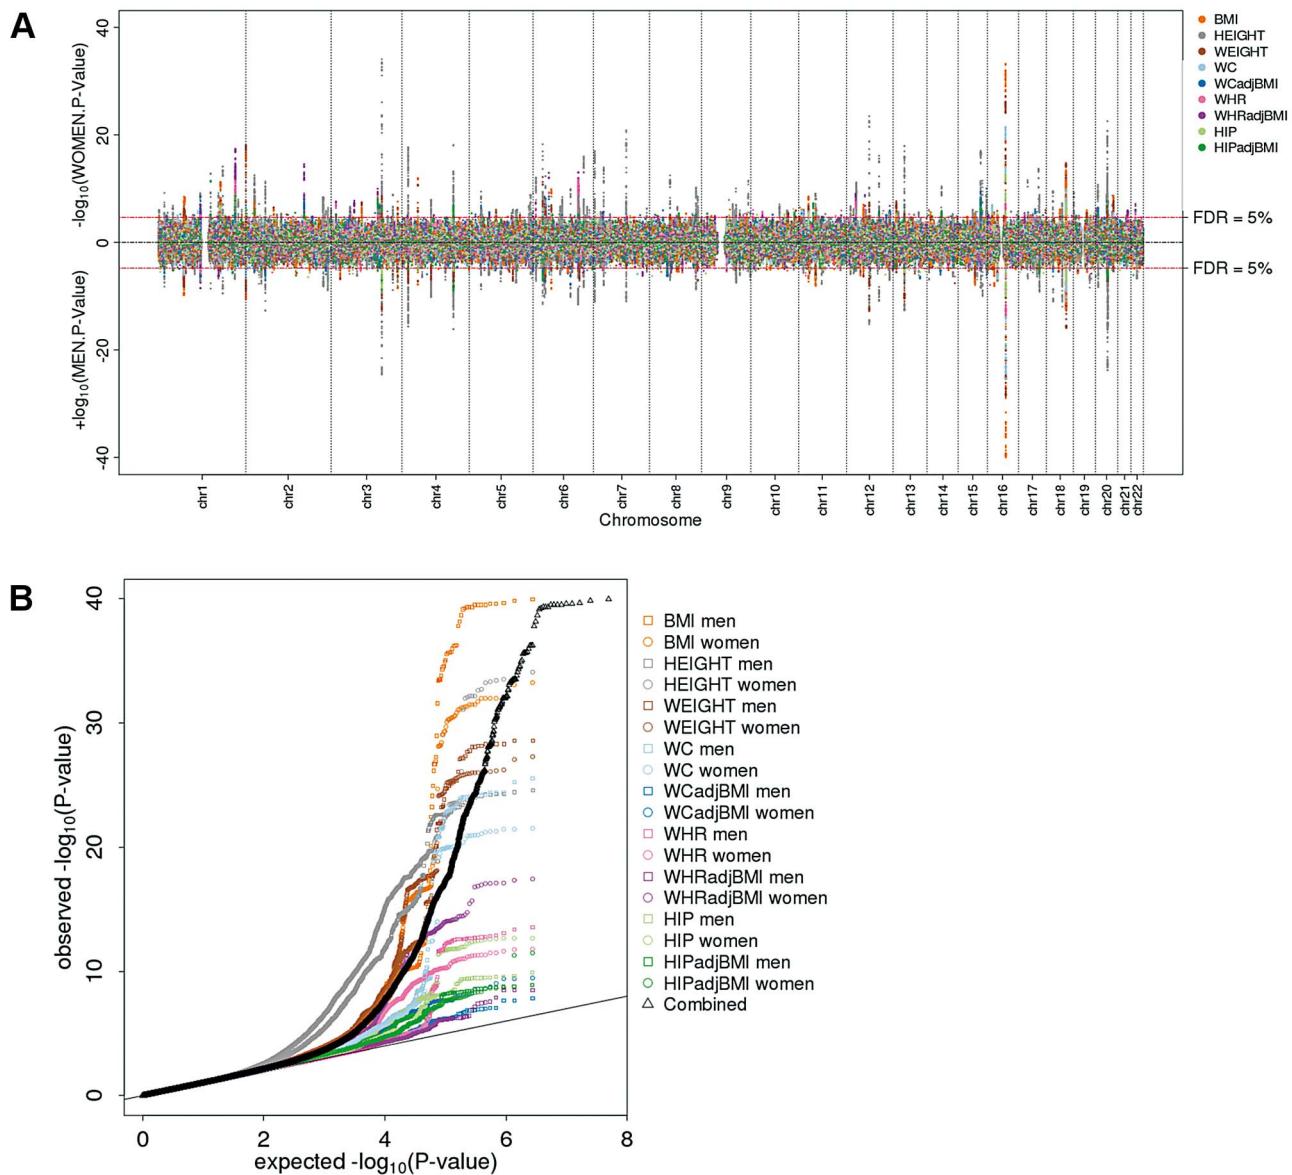 A
-log10(WOMEN.P-Value)
+log10(MEN.P-Value)
40
20
0
-20
-40
BMI
HEIGHT
WEIGHT
WC
WCadjBMI
WHR
WHRadjBMI
HIP
HIPadjBMI
FDR = 5%
FDR = 5%
chr1
chr2
chr3
chr4
chr5
chr6
chr7
chr8
chr9
chr10
chr11
chr12
chr13
chr14
chr15
chr16
chr17
chr18
chr19
chr20
chr21
chr22
Chromosome
B
observed -log10(P-value)
40
30
20
10
0
0 2 4 6 8
expected -log10(P-value)
BMI men
BMI women
HEIGHT men
HEIGHT women
WEIGHT men
WEIGHT women
WC men
WC women
WCadjBMI men
WCadjBMI women
WHR men
WHR women
WHRadjBMI men
WHRadjBMI women
HIP men
HIP women
HIPadjBMI men
HIPadjBMI women
Combined